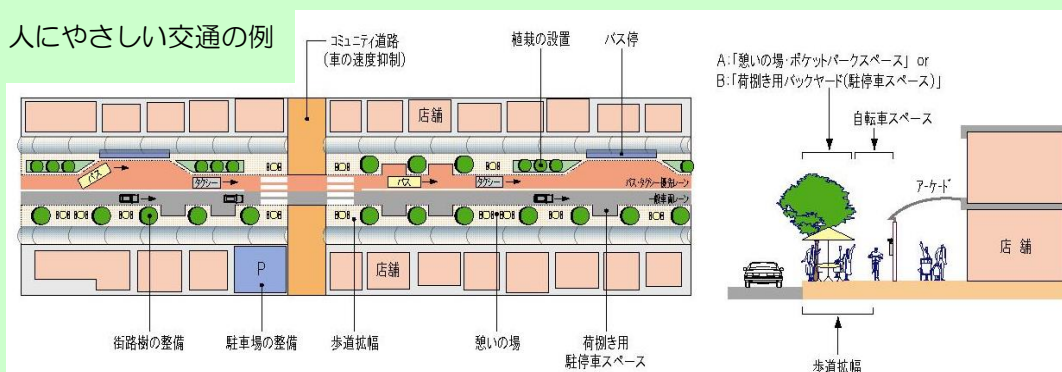 人にやさしい交通の例
コミュニティ道路
(車の速度抑制)
植栽の設置
バス停
店舗
バス
タクシー
バス
タクシー
バス・タクシー優先レーン
一般車両レーン
P
店舗
街路樹の整備
駐車場の整備
歩道拡幅
憩いの場
荷捌き用
駐停車スペース
A:「憩いの場・ポケットパークスペース」 or
B:「荷捌き用バックヤード(駐停車スペース)」
自転車スペース
アーケード
店舗
歩道拡幅